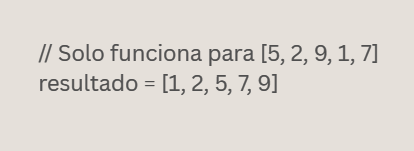 // Solo funciona para [5, 2, 9, 1, 7]
resultado = [1, 2, 5, 7, 9]